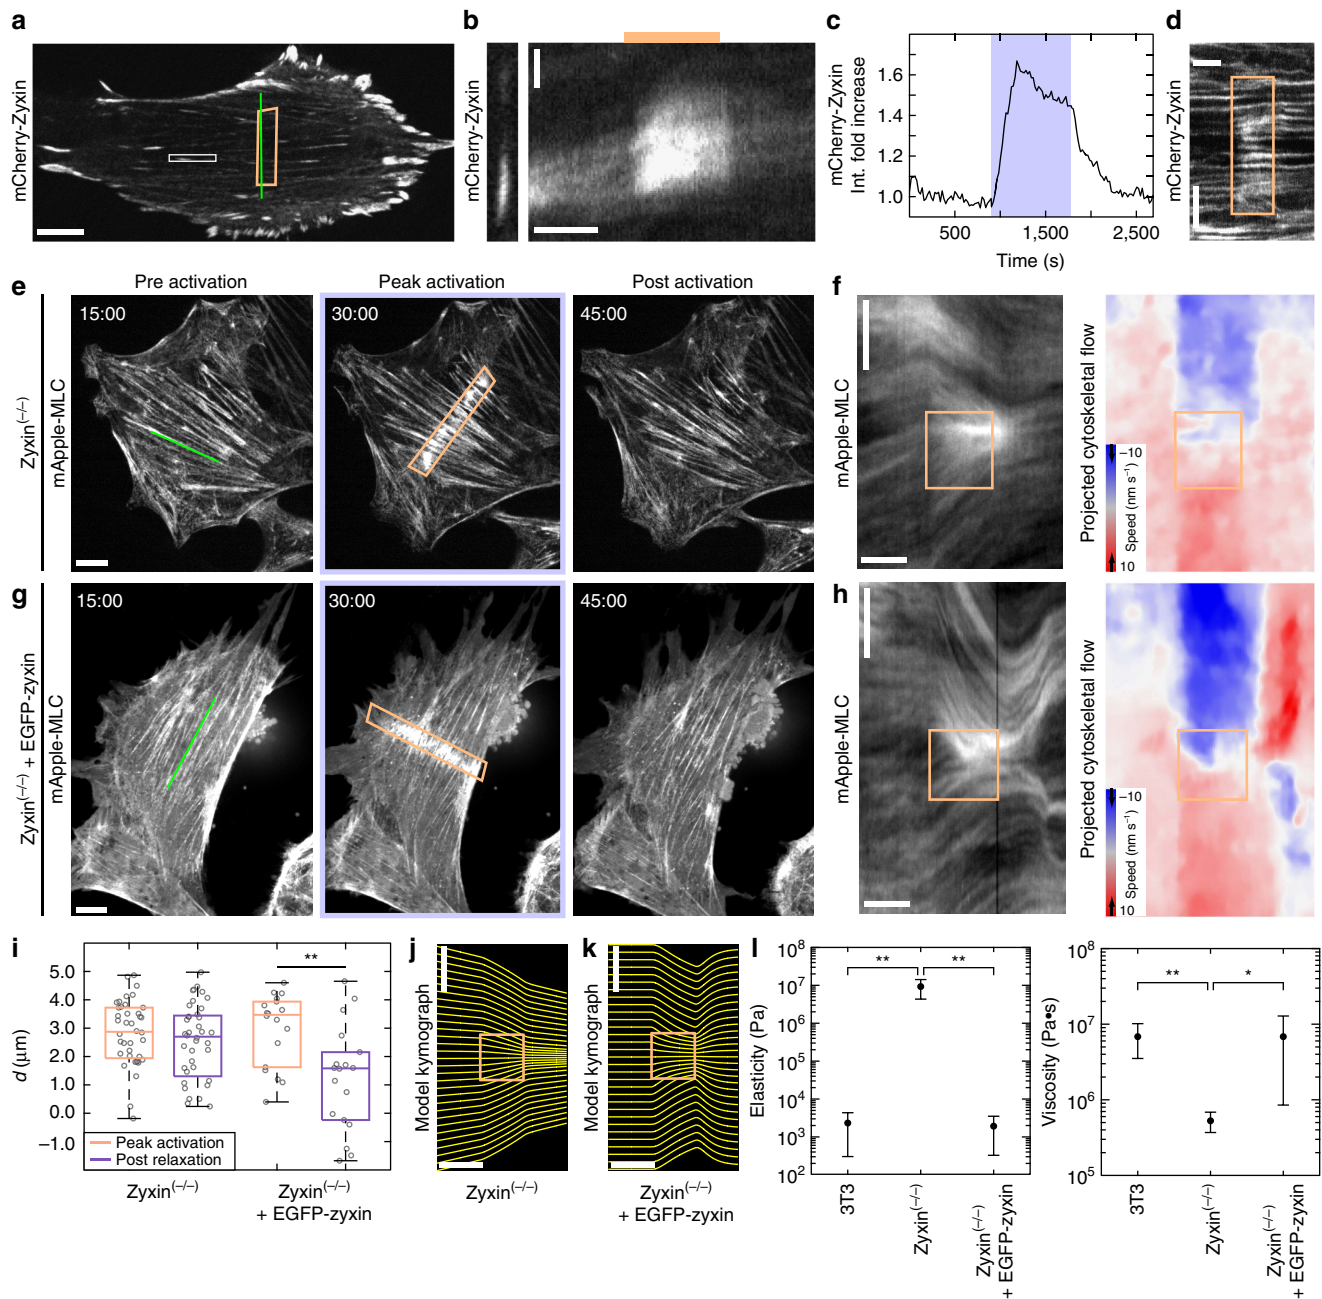 a
mCherry-Zyxin
b
mCherry-Zyxin
c
mCherry-Zyxin
Int. fold increase
1.6
1.4
1.2
1.0
500
1,500
2,500
Time (s)
d
mCherry-Zyxin
e
Pre activation
Peak activation
Post activation
Zyxin(–/–)
mApple-MLC
15:00
30:00
45:00
f
mApple-MLC
Projected cytoskeletal flow
–10
Speed (nm s–1)
10
g
Zyxin(–/–) + EGFP-zyxin
mApple-MLC
15:00
30:00
45:00
h
mApple-MLC
Projected cytoskeletal flow
–10
Speed (nm s–1)
10
i
d (μm)
5.0
4.0
3.0
2.0
1.0
0.0
–1.0
**
Peak activation
Post relaxation
Zyxin(–/–)
Zyxin(–/–)
+ EGFP-zyxin
j
Model kymograph
Zyxin(–/–)
k
Model kymograph
Zyxin(–/–)
+ EGFP-zyxin
l
Elasticity (Pa)
10^8
10^7
10^6
10^5
10^4
10^3
10^2
**
**
3T3
Zyxin(–/–)
Zyxin(–/–)
+ EGFP-zyxin
Viscosity (Pa•s)
10^8
10^7
10^6
10^5
**
*
3T3
Zyxin(–/–)
Zyxin(–/–)
+ EGFP-zyxin